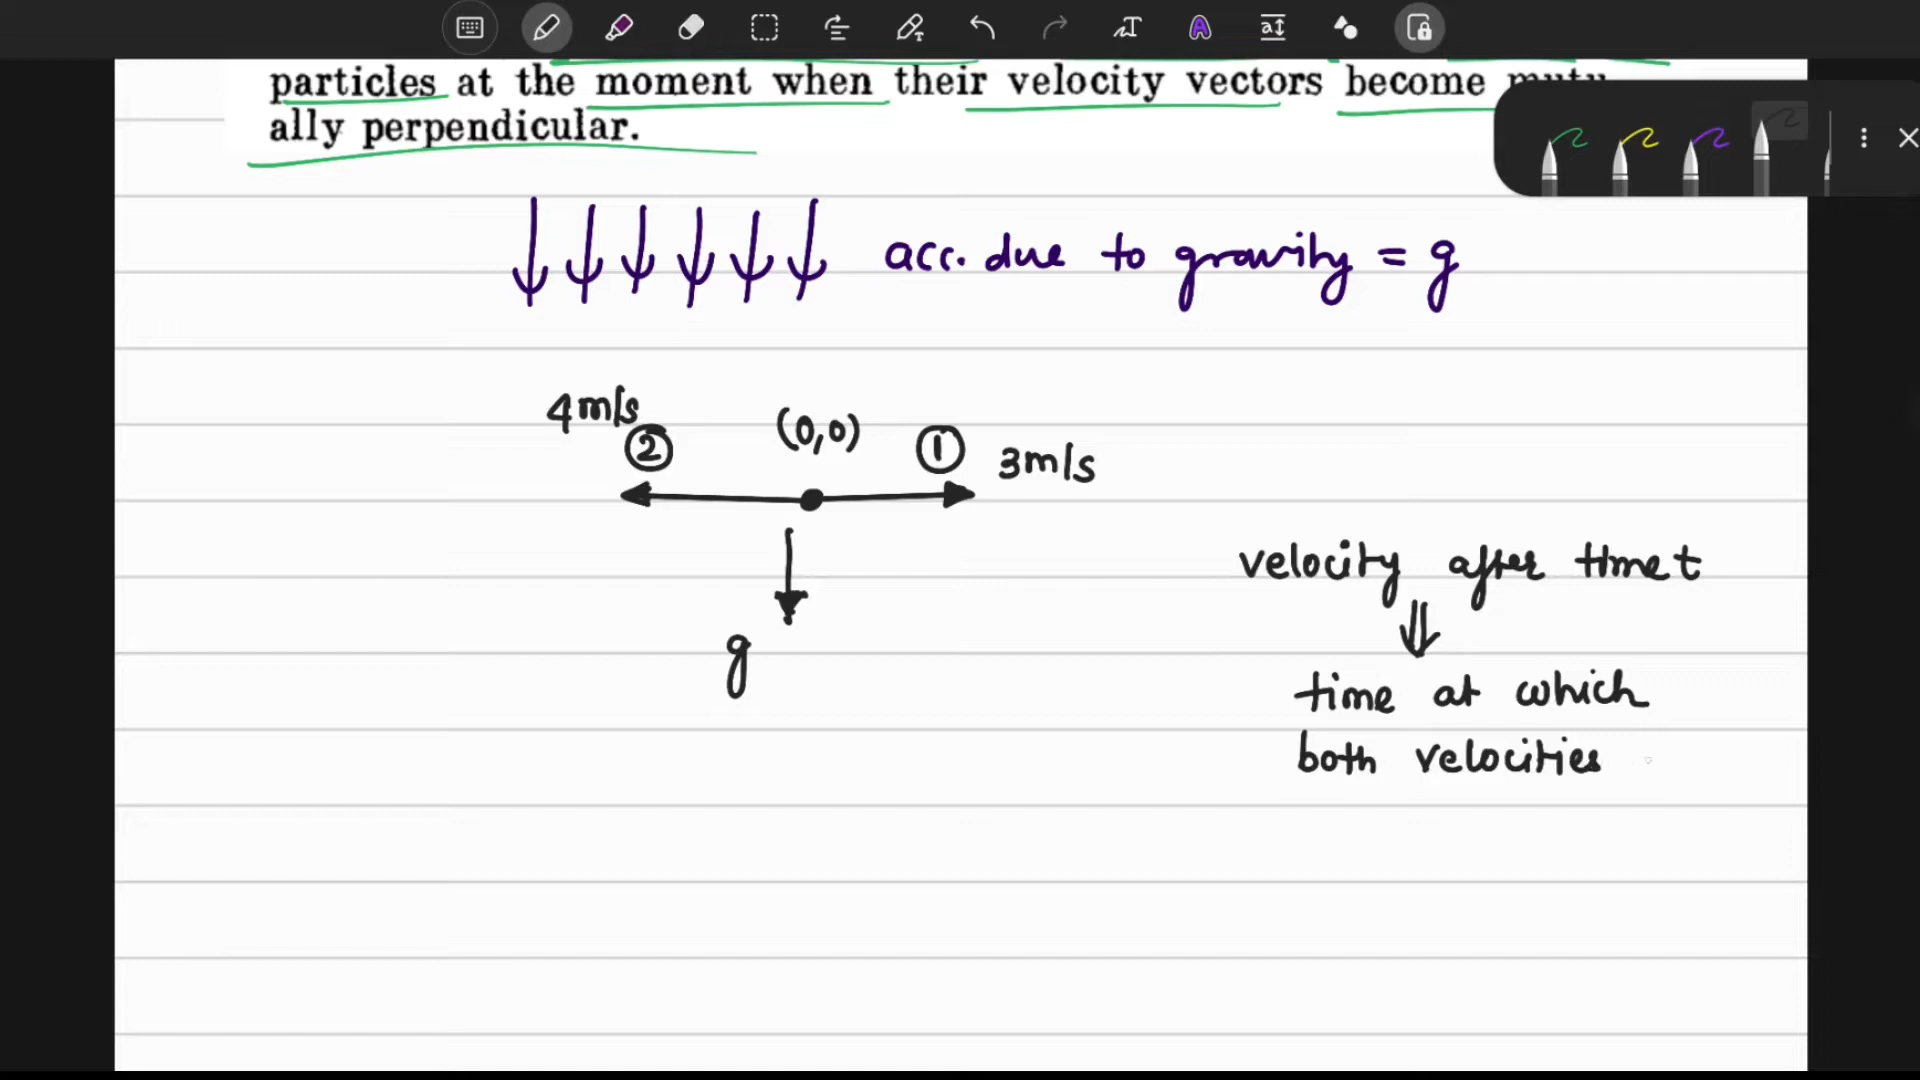 particles at the moment when their velocity vectors become mutu-
ally perpendicular.
acc. due to gravity = g
4m/s
(0,0)
② ① 3m/s
g
velocity after time t
⇓
time at which
both velocities